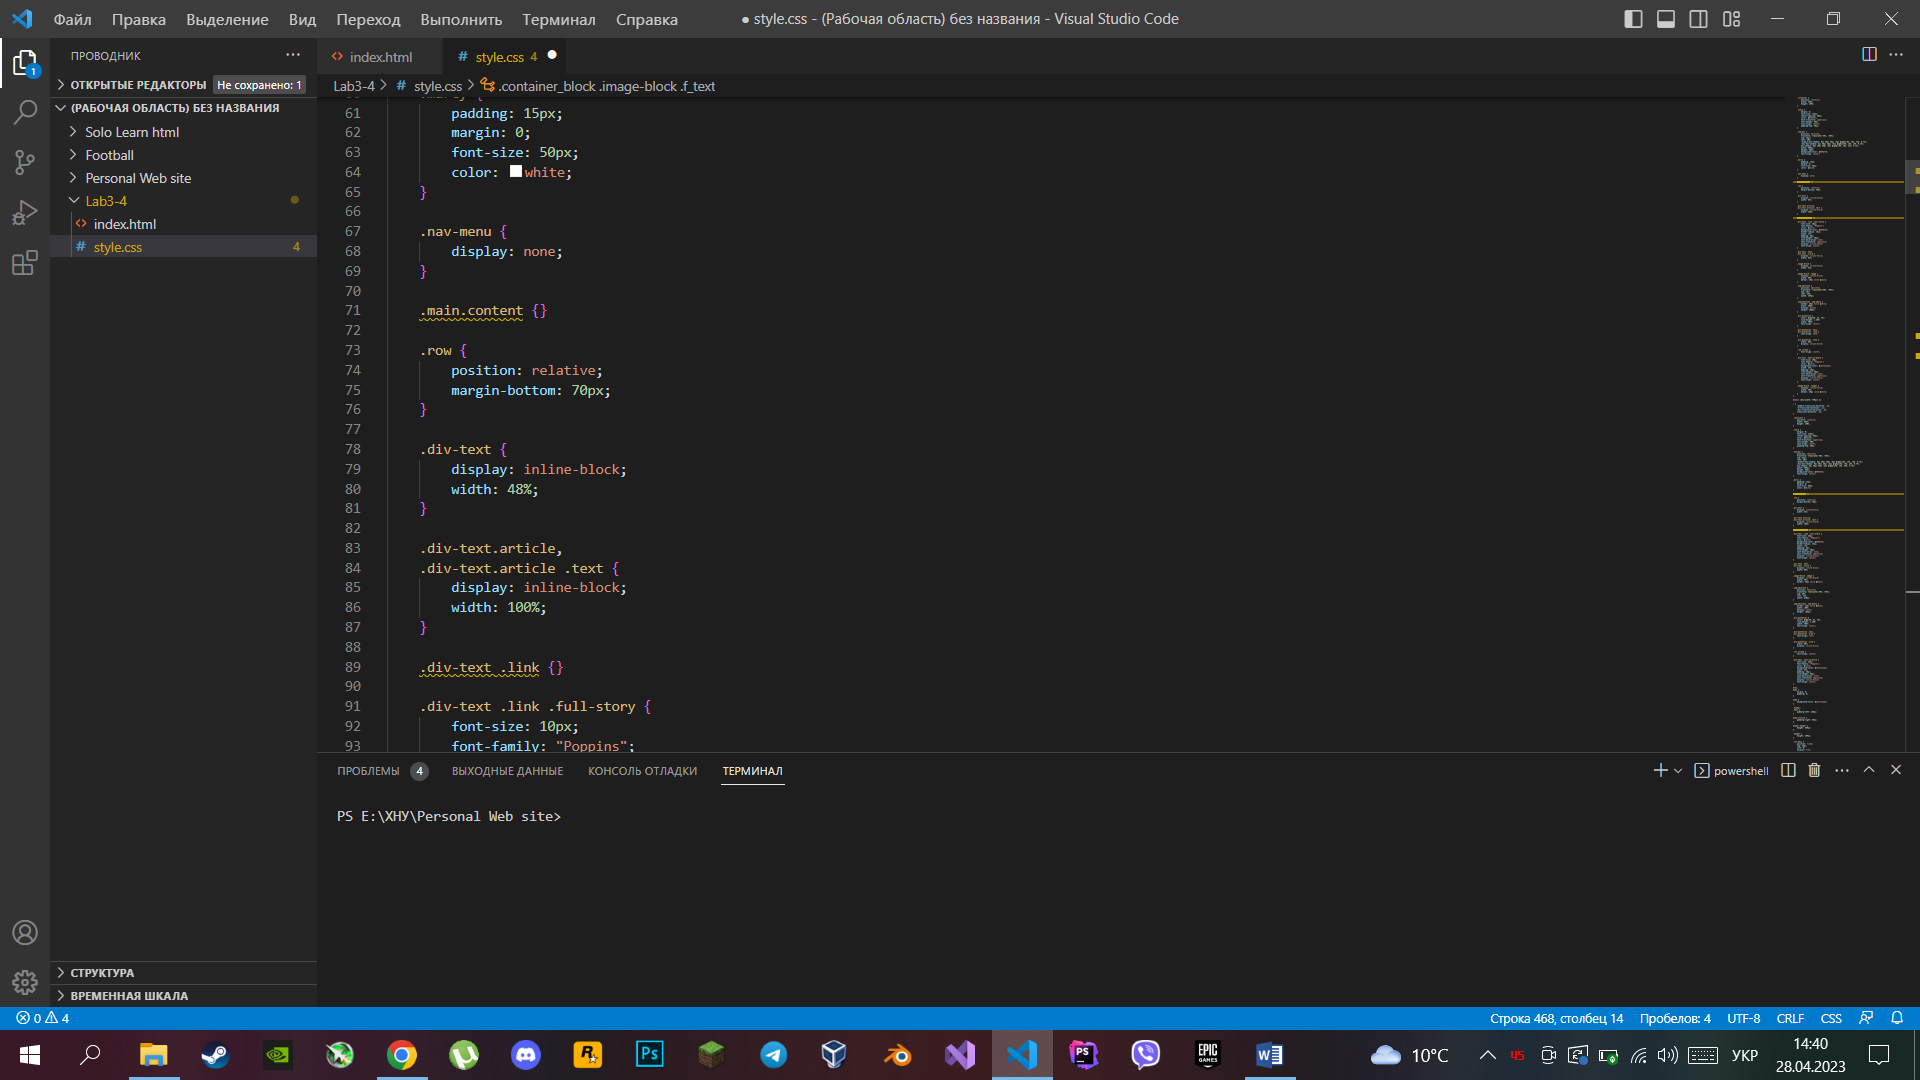 Файл Правка Выделение Вид Переход Выполнить Терминал Справка
● style.css - (Рабочая область) без названия - Visual Studio Code
ПРОВОДНИК
ОТКРЫТЫЕ РЕДАКТОРЫ Не сохранено: 1
(РАБОЧАЯ ОБЛАСТЬ) БЕЗ НАЗВАНИЯ
Solo Learn html
Football
Personal Web site
Lab3-4
index.html
style.css 4
СТРУКТУРА
ВРЕМЕННАЯ ШКАЛА
1
index.html
# style.css 4
Lab3-4 > # style.css > .container_block .image-block .f_text
61 padding: 15px;
62 margin: 0;
63 font-size: 50px;
64 color: white;
65 }
66
67 .nav-menu {
68 display: none;
69 }
70
71 .main.content {}
72
73 .row {
74 position: relative;
75 margin-bottom: 70px;
76 }
77
78 .div-text {
79 display: inline-block;
80 width: 48%;
81 }
82
83 .div-text.article,
84 .div-text.article .text {
85 display: inline-block;
86 width: 100%;
87 }
88
89 .div-text .link {}
90
91 .div-text .link .full-story {
92 font-size: 10px;
93 font-family: "Poppins";
ПРОБЛЕМЫ 4 ВЫХОДНЫЕ ДАННЫЕ КОНСОЛЬ ОТЛАДКИ ТЕРМИНАЛ
powershell
PS E:\ХНУ\Personal Web site>
0 4
Строка 468, столбец 14 Пробелов: 4 UTF-8 CRLF CSS
Ps
PS
EPIC
GAMES
10°C
УКР
14:40
28.04.2023